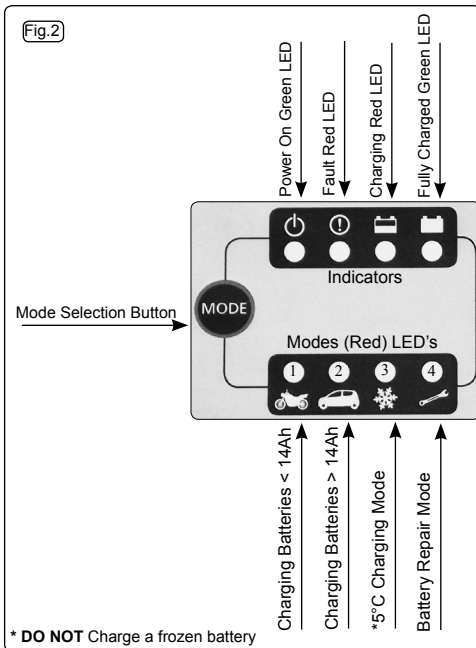 Fig.2
Power On Green LED
Fault Red LED
Charging Red LED
Fully Charged Green LED
Indicators
Mode Selection Button
MODE
Modes (Red) LED's
1 2 3 4
Charging Batteries < 14Ah
Charging Batteries > 14Ah
*5°C Charging Mode
Battery Repair Mode
* DO NOT Charge a frozen battery